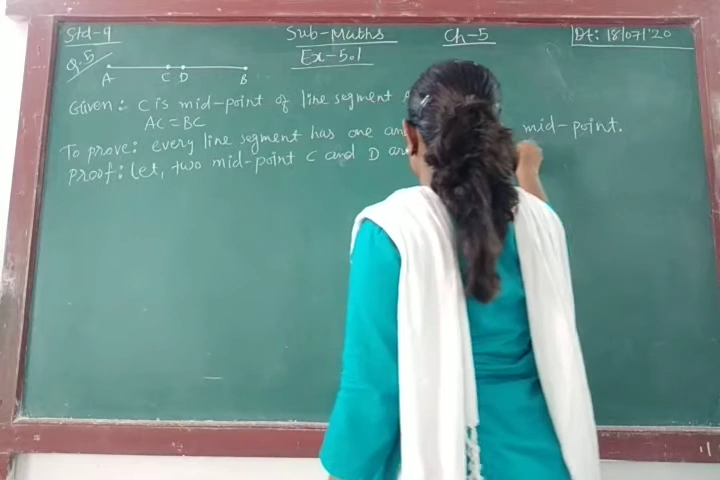 Std-9 Sub-Maths Ch-5 Dt: 18/07/'20
Ex-5.1
Q.5
A C D B
Given: C is mid-point of line segment
AC = BC
To prove: every line segment has one mid-point.
Proof: Let, two mid-point C and D